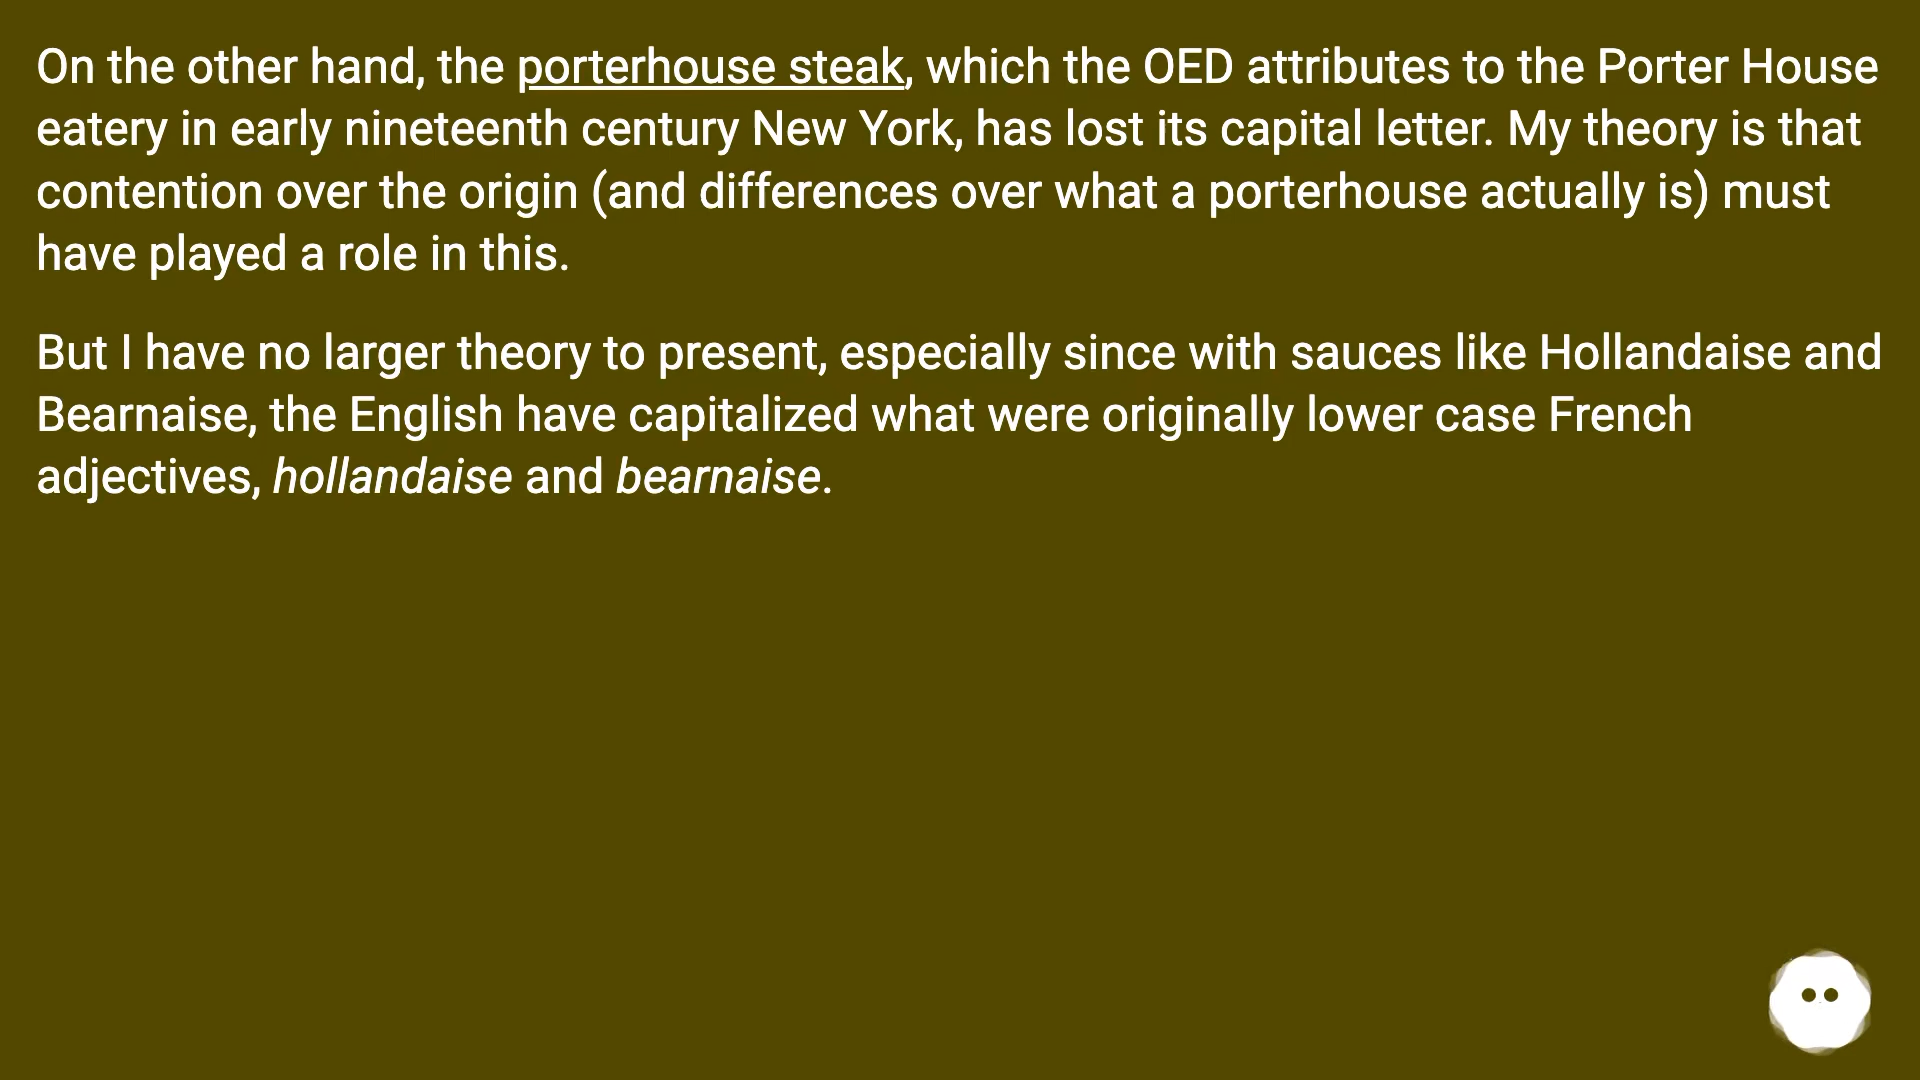 On the other hand, the porterhouse steak, which the OED attributes to the Porter House
eatery in early nineteenth century New York, has lost its capital letter. My theory is that
contention over the origin (and differences over what a porterhouse actually is) must
have played a role in this.
But I have no larger theory to present, especially since with sauces like Hollandaise and
Bearnaise, the English have capitalized what were originally lower case French
adjectives, hollandaise and bearnaise.